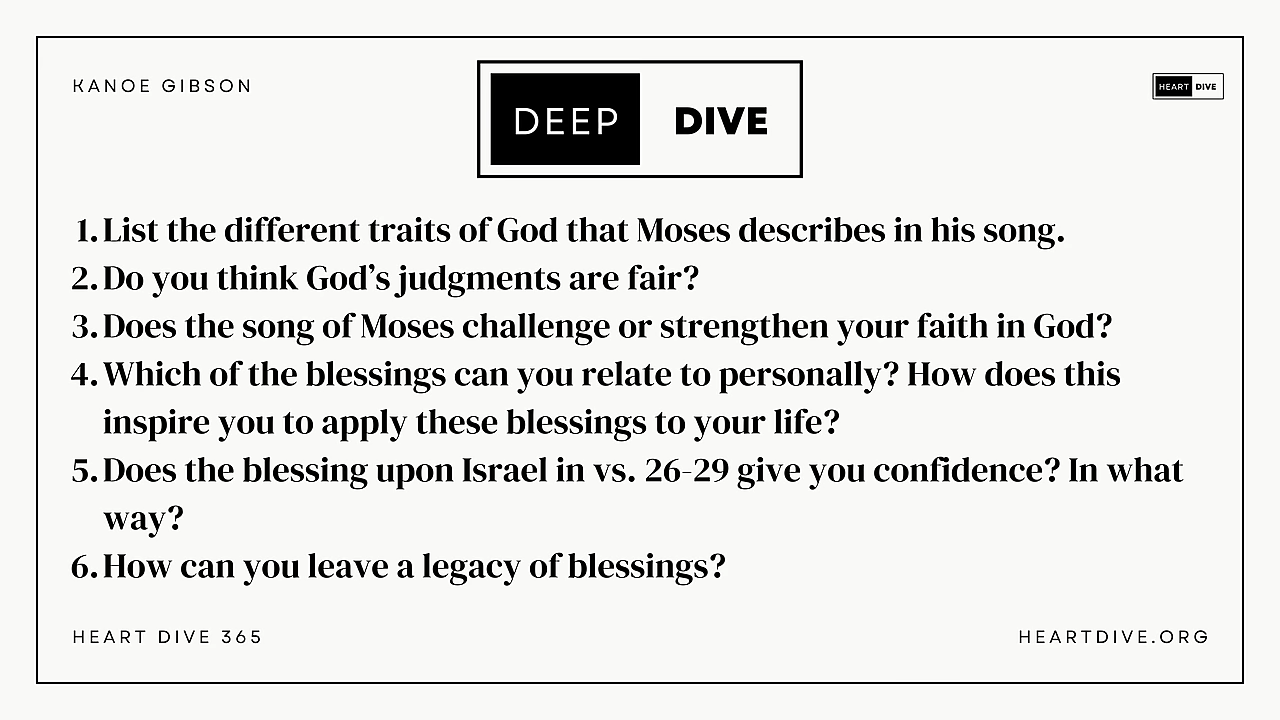 KANOE GIBSON
DEEP DIVE
HEART DIVE
1. List the different traits of God that Moses describes in his song.
2. Do you think God’s judgments are fair?
3. Does the song of Moses challenge or strengthen your faith in God?
4. Which of the blessings can you relate to personally? How does this
inspire you to apply these blessings to your life?
5. Does the blessing upon Israel in vs. 26-29 give you confidence? In what
way?
6. How can you leave a legacy of blessings?
HEART DIVE 365
HEARTDIVE.ORG